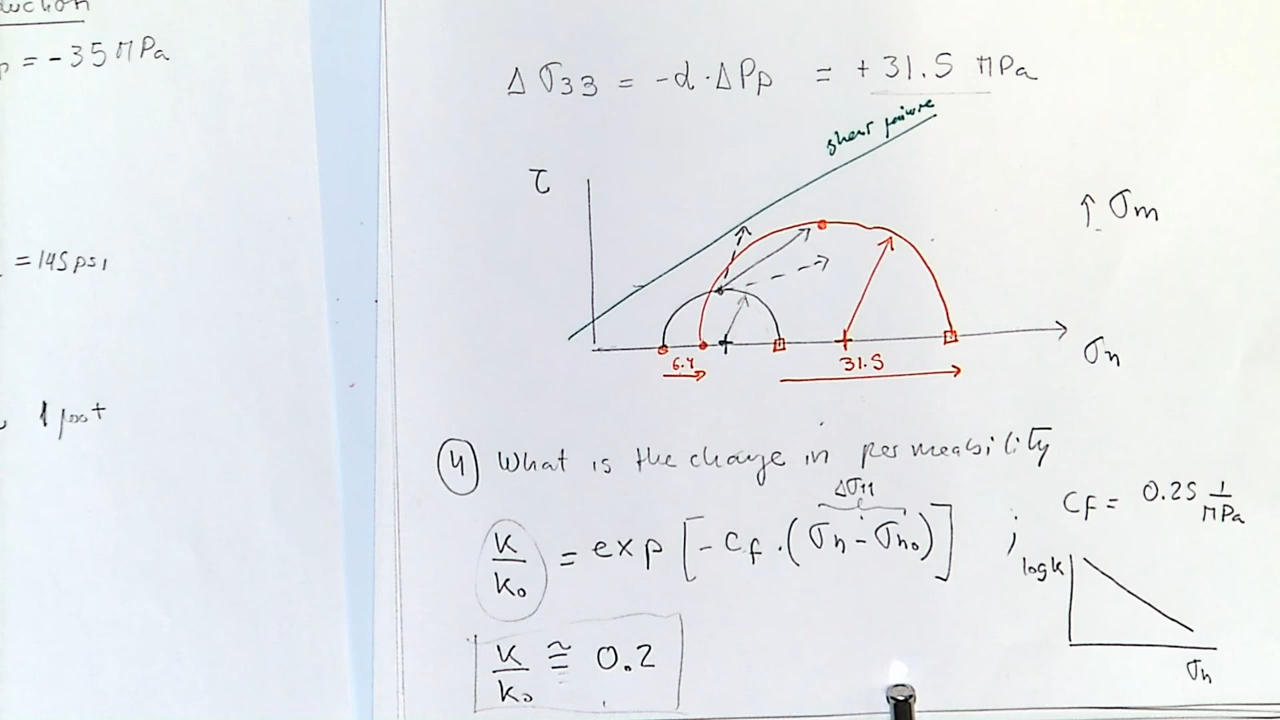 = -35 MPa
= 145 psi
1 foot
Δσ33 = -α·ΔPp = +31.5 MPa
shear failure
τ
↑ σm
σn
6.4
31.5
4 What is the change in permeability
Δσ11
k/k0 = exp [-CF·(σn - σn0)] ; CF = 0.25 1/MPa
log k
σn
k/k0 ≅ 0.2